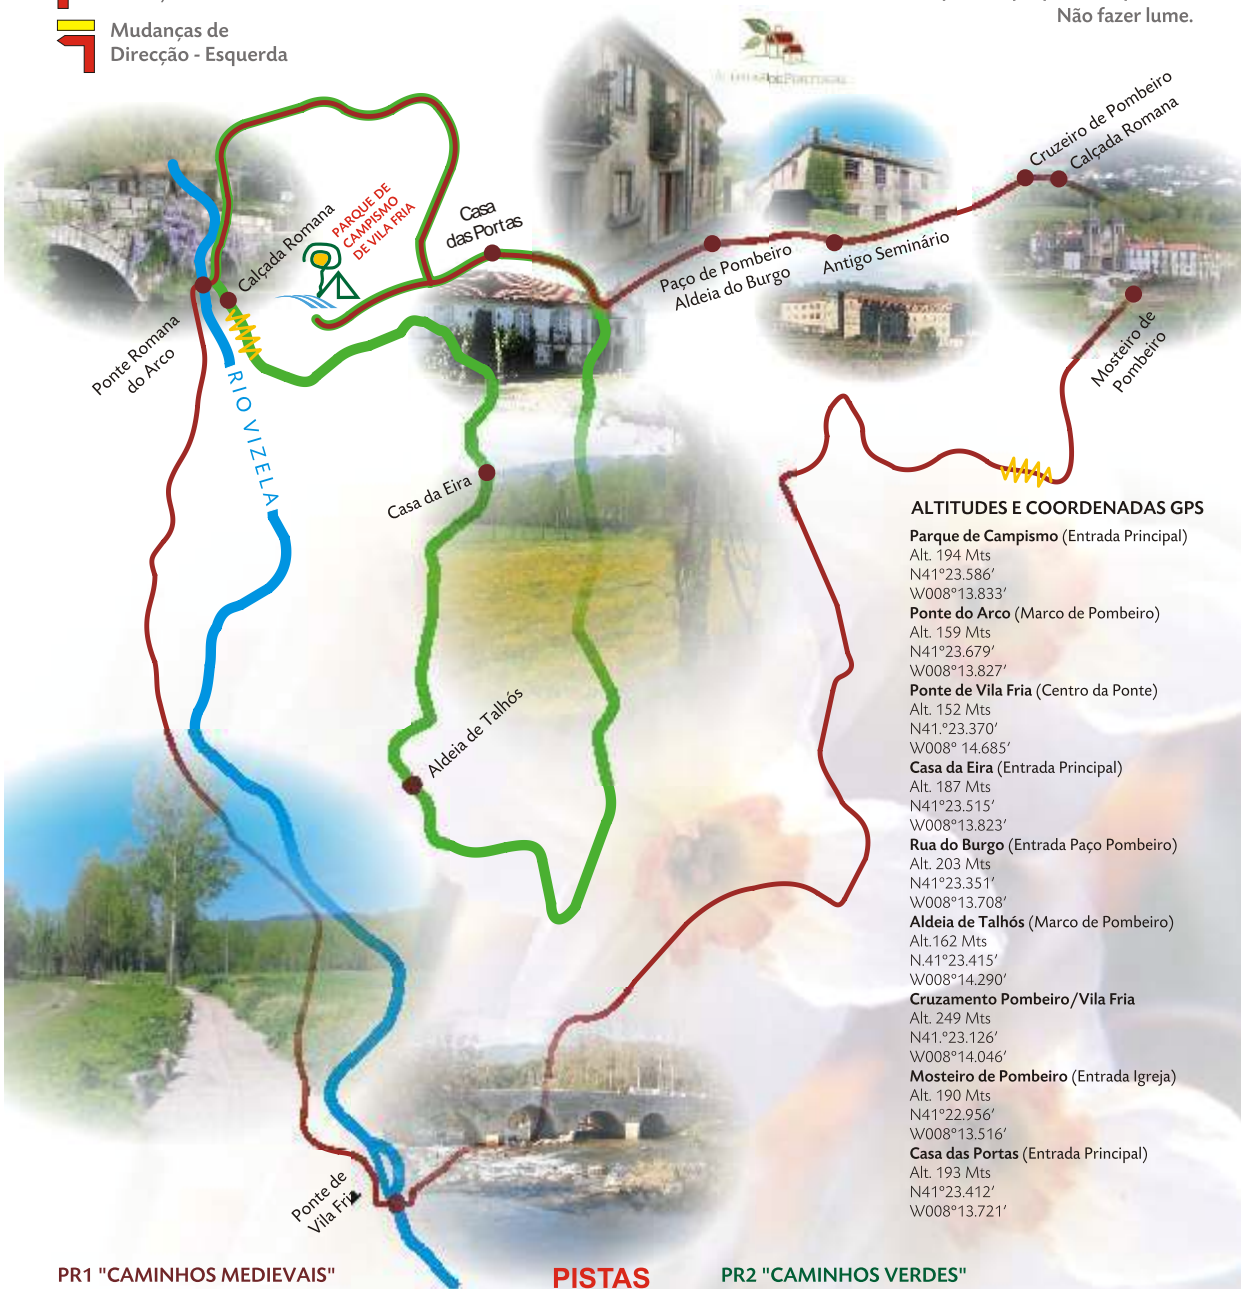 Não fazer lume.
Mudanças de
Direcção - Esquerda
Cruzeiro de Pombeiro
Calçada Romana
PARQUE DE
CAMPISMO
DE VILA FRIA
Calçada Romana
Casa
das Portas
Paço de Pombeiro
Aldeia do Burgo
Antigo Seminário
Ponte Romana
do Arco
Mosteiro de
Pombeiro
RIO VIZELA
Casa da Eira
Aldeia de Talhós
Ponte de
Vila Fria
ALTITUDES E COORDENADAS GPS
Parque de Campismo (Entrada Principal)
Alt. 194 Mts
N41°23.586′
W008°13.833′
Ponte do Arco (Marco de Pombeiro)
Alt. 159 Mts
N41°23.679′
W008°13.827′
Ponte de Vila Fria (Centro da Ponte)
Alt. 152 Mts
N41.°23.370′
W008° 14.685′
Casa da Eira (Entrada Principal)
Alt. 187 Mts
N41°23.515′
W008°13.823′
Rua do Burgo (Entrada Paço Pombeiro)
Alt. 203 Mts
N41°23.351′
W008°13.708′
Aldeia de Talhós (Marco de Pombeiro)
Alt.162 Mts
N.41°23.415′
W008°14.290′
Cruzamento Pombeiro/Vila Fria
Alt. 249 Mts
N41.°23.126′
W008°14.046′
Mosteiro de Pombeiro (Entrada Igreja)
Alt. 190 Mts
N41°22.956′
W008°13.516′
Casa das Portas (Entrada Principal)
Alt. 193 Mts
N41°23.412′
W008°13.721′
PR1 "CAMINHOS MEDIEVAIS"
PISTAS
PR2 "CAMINHOS VERDES"